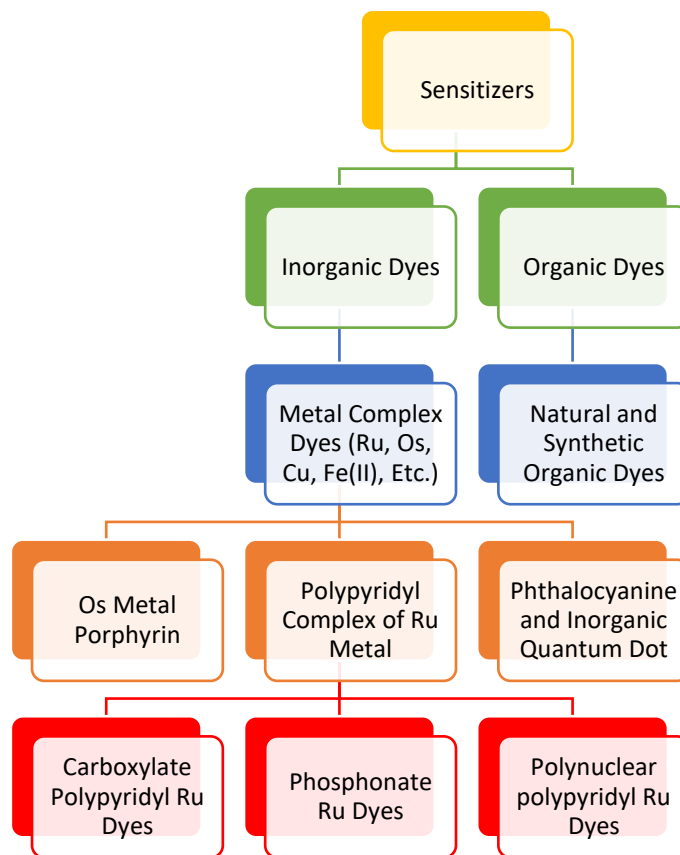 Sensitizers
Inorganic Dyes
Organic Dyes
Metal Complex
Dyes (Ru, Os,
Cu, Fe(II), Etc.)
Natural and
Synthetic
Organic Dyes
Os Metal
Porphyrin
Polypyridyl
Complex of Ru
Metal
Phthalocyanine
and Inorganic
Quantum Dot
Carboxylate
Polypyridyl Ru
Dyes
Phosphonate
Ru Dyes
Polynuclear
polypyridyl Ru
Dyes